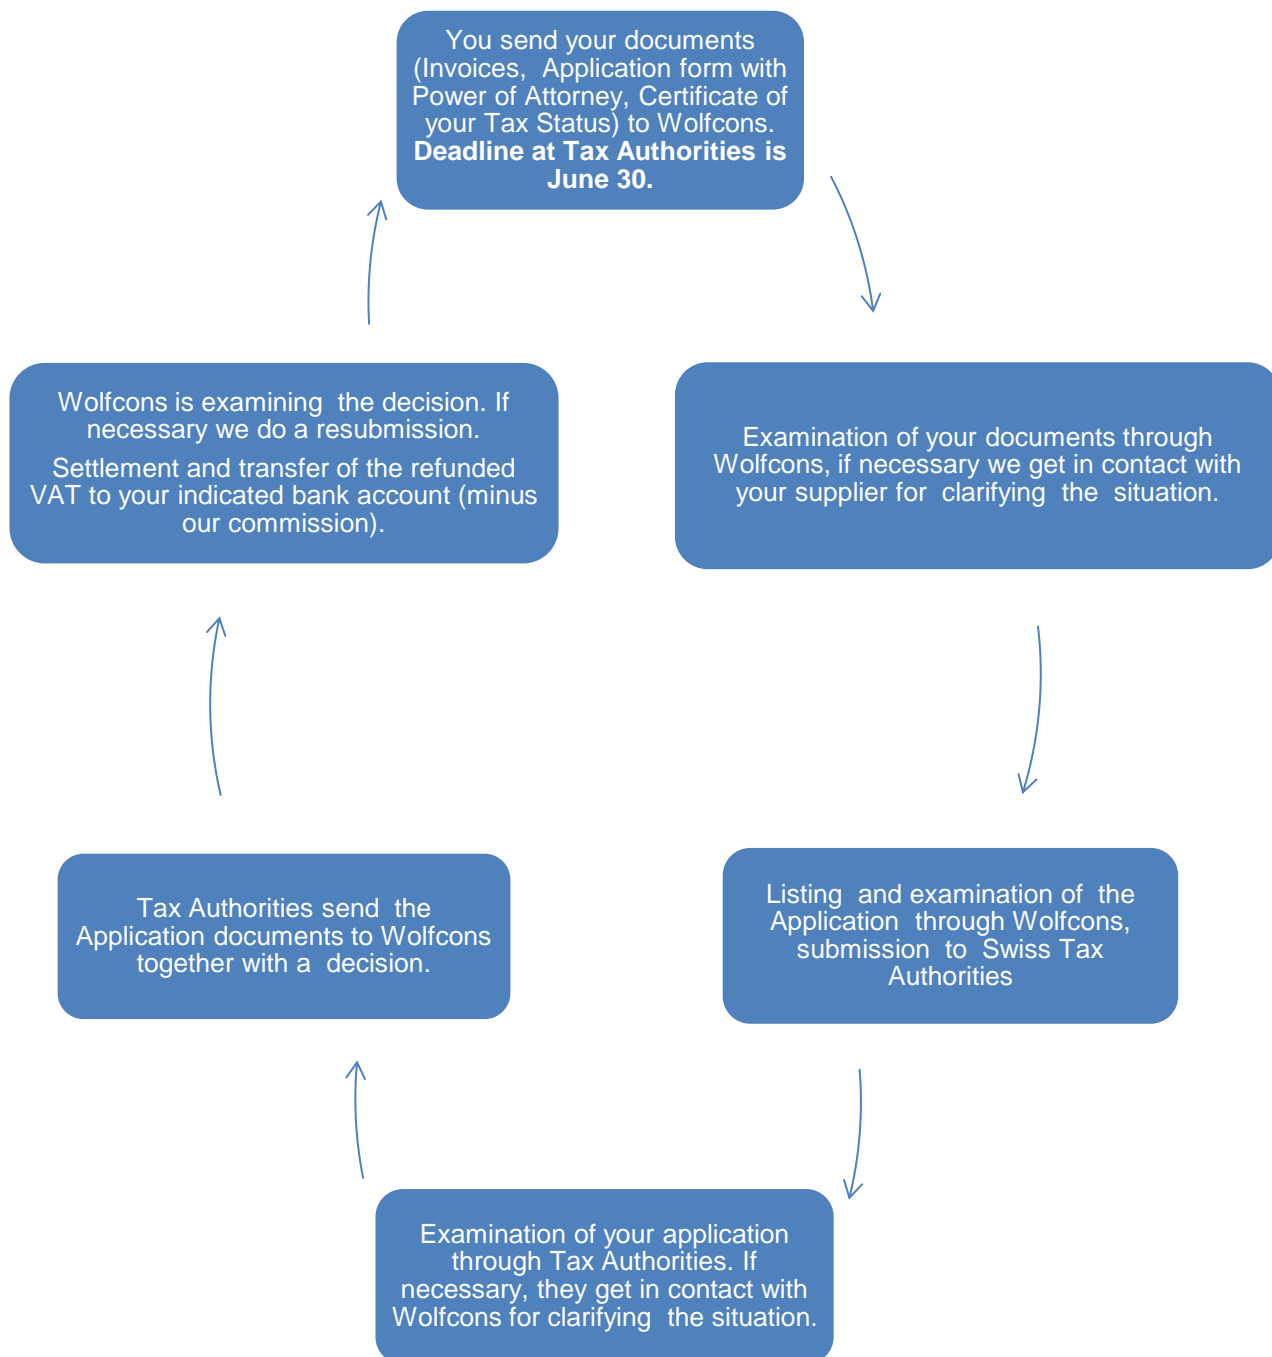 You send your documents
(Invoices, Application form with
Power of Attorney, Certificate of
your Tax Status) to Wolfcons.
Deadline at Tax Authorities is
June 30.
Examination of your documents through
Wolfcons, if necessary we get in contact with
your supplier for clarifying the situation.
Listing and examination of the
Application through Wolfcons,
submission to Swiss Tax
Authorities
Examination of your application
through Tax Authorities. If
necessary, they get in contact with
Wolfcons for clarifying the situation.
Tax Authorities send the
Application documents to Wolfcons
together with a decision.
Wolfcons is examining the decision. If
necessary we do a resubmission.
Settlement and transfer of the refunded
VAT to your indicated bank account (minus
our commission).